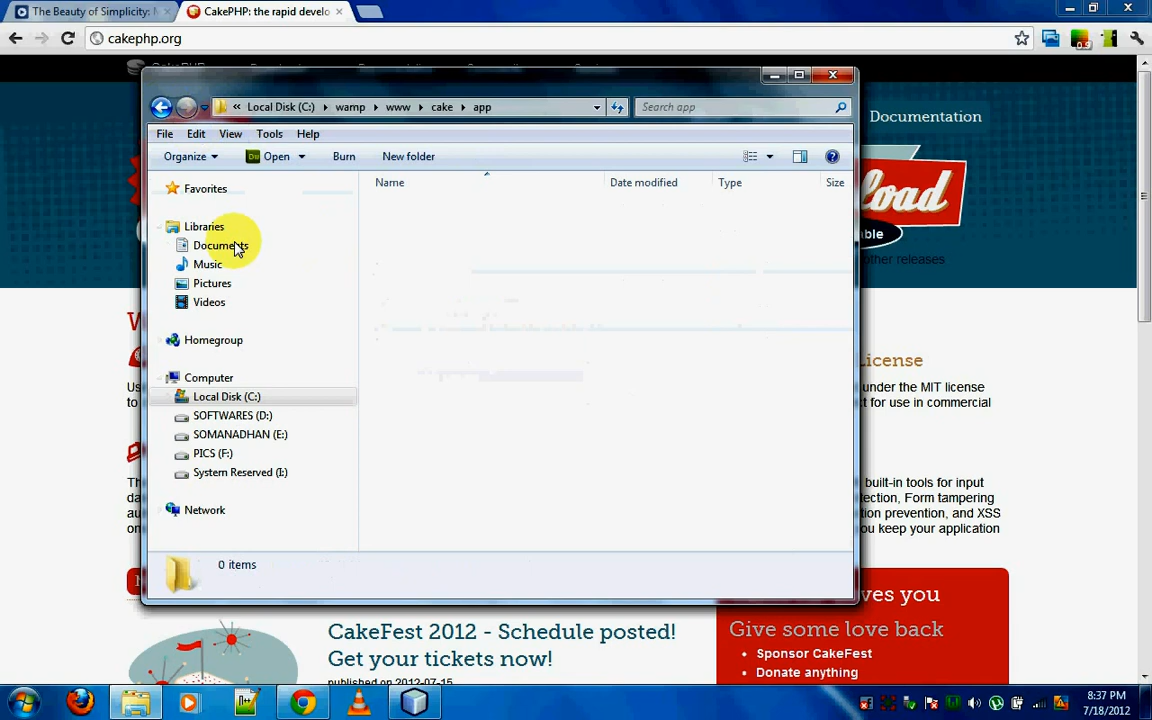 The Beauty of Simplicity:
CakePHP: the rapid develo
cakephp.org
Local Disk (C:) wamp www cake app
Search app
File Edit View Tools Help
Organize Open Burn New folder
Name Date modified Type Size
Favorites
Libraries
Documents
Music
Pictures
Videos
Homegroup
Computer
Local Disk (C:)
SOFTWARES (D:)
SOMANADHAN (E:)
PICS (F:)
System Reserved (I:)
Network
0 items
Documentation
load
ble
other releases
icense
under the MIT license
ct for use in commercial
built-in tools for input
tection, Form tampering
tion prevention, and XSS
ou keep your application
CakeFest 2012 - Schedule posted!
Get your tickets now!
published on 2012-07-15
ves you
Give some love back
Sponsor CakeFest
Donate anything
8:37 PM
7/18/2012